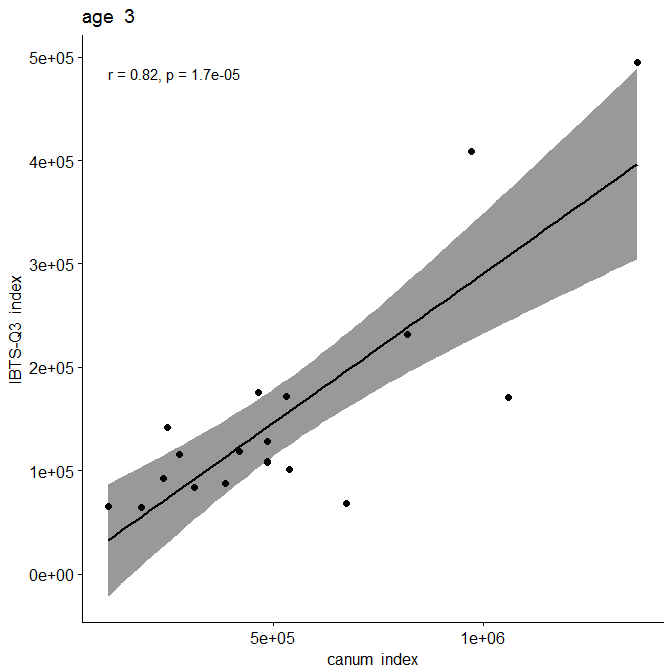 age 3
r = 0.82, p = 1.7e-05
5e+05
4e+05
3e+05
2e+05
1e+05
0e+00
IBTS-Q3 index
5e+05 1e+06
canum index